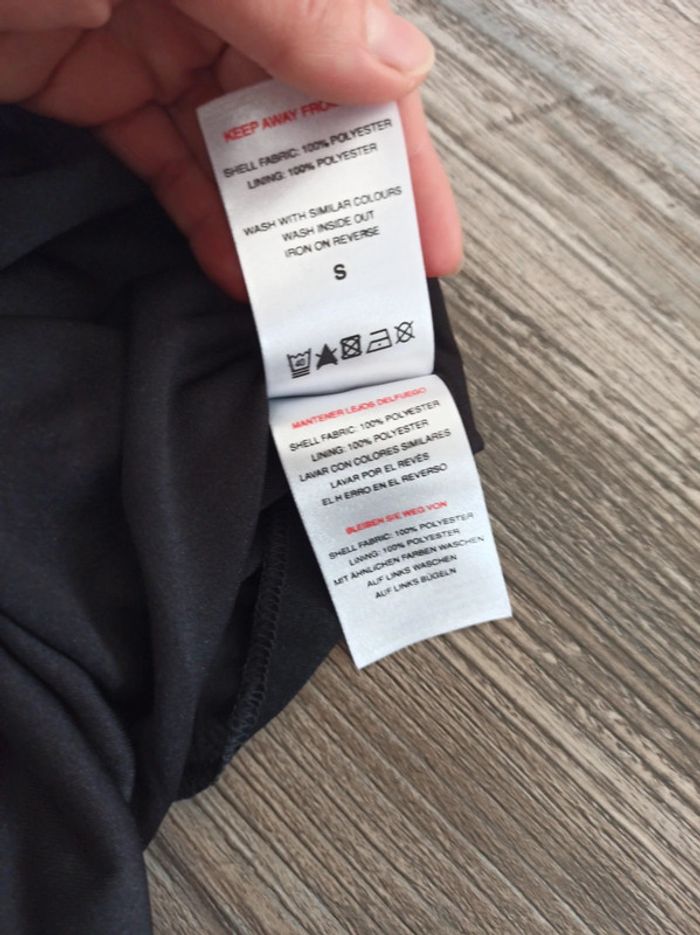 KEEP AWAY
SHELL FABRIC: 100% POLYESTER
LINING: 100% POLYESTER
WASH WITH SIMILAR COLOURS
WASH INSIDE OUT
IRON ON REVERSE
S
40
MANTENER LEJOS DELFUEGO
SHELL FABRIC: 100% POLYESTER
LINING: 100% POLYESTER
LAVAR CON COLORES SIMILARES
LAVAR POR EL REVÉS
EL H ERRO EN EL REVERSO
BLEIBEN SIE WEG VON
SHELL FABRIC: 100% POLYESTER
LINING: 100% POLYESTER
MIT ÄHNLICHEN FARBEN WASCHEN
AUF LINKS WASCHEN
AUF LINKS BÜGELN